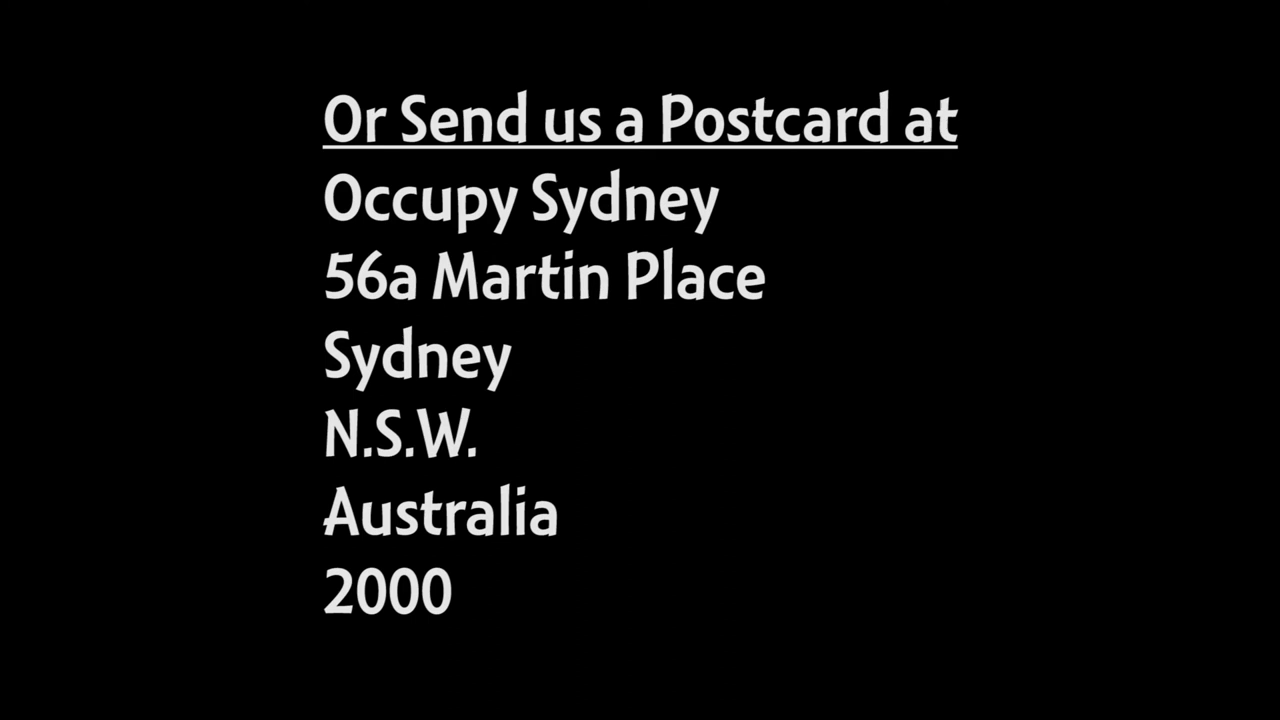 Or Send us a Postcard at
Occupy Sydney
56a Martin Place
Sydney
N.S.W.
Australia
2000